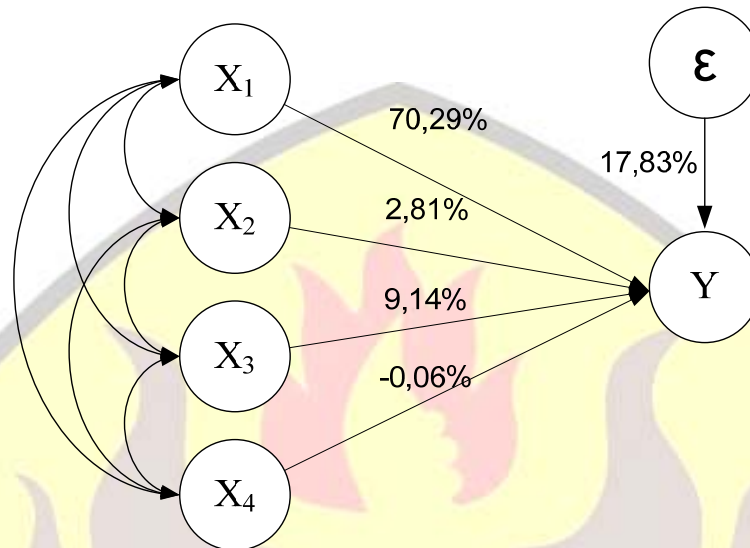 X1
ε
70,29%
17,83%
X2
2,81%
Y
9,14%
X3
-0,06%
X4